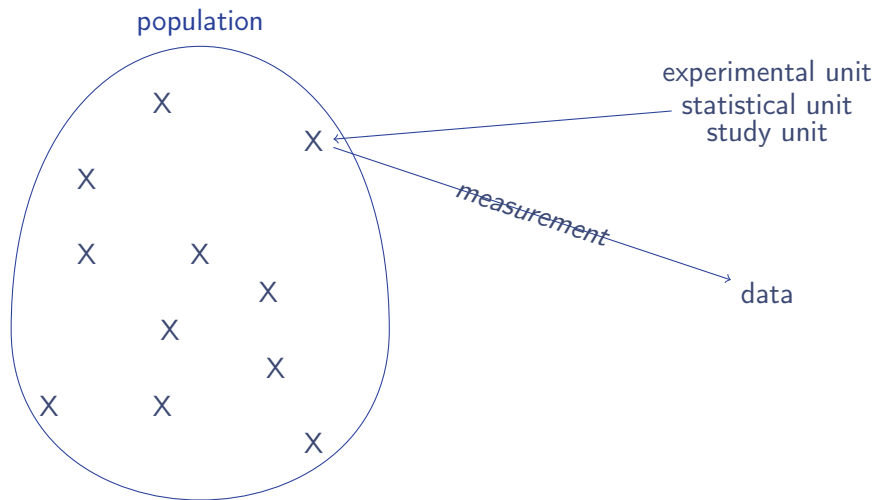 population
experimental unit
X
statistical unit
X
study unit
X
measurement
X
X
X
data
X
X
X
X
X